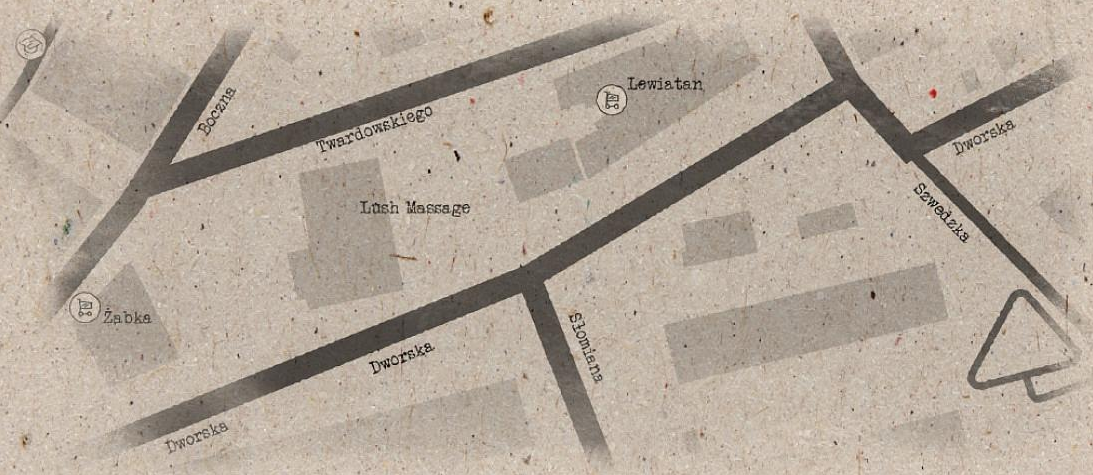 Lewiatan
Boczna
Twardowskiego
Dworska
Lush Massage
Szwedzka
Żabka
Słomiana
Dworska
Dworska